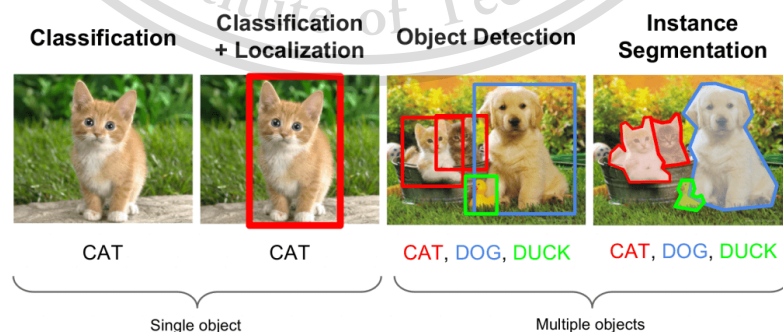 Classification
Classification
+ Localization
Object Detection
Instance
Segmentation
CAT
CAT
CAT, DOG, DUCK
CAT, DOG, DUCK
Single object
Multiple objects